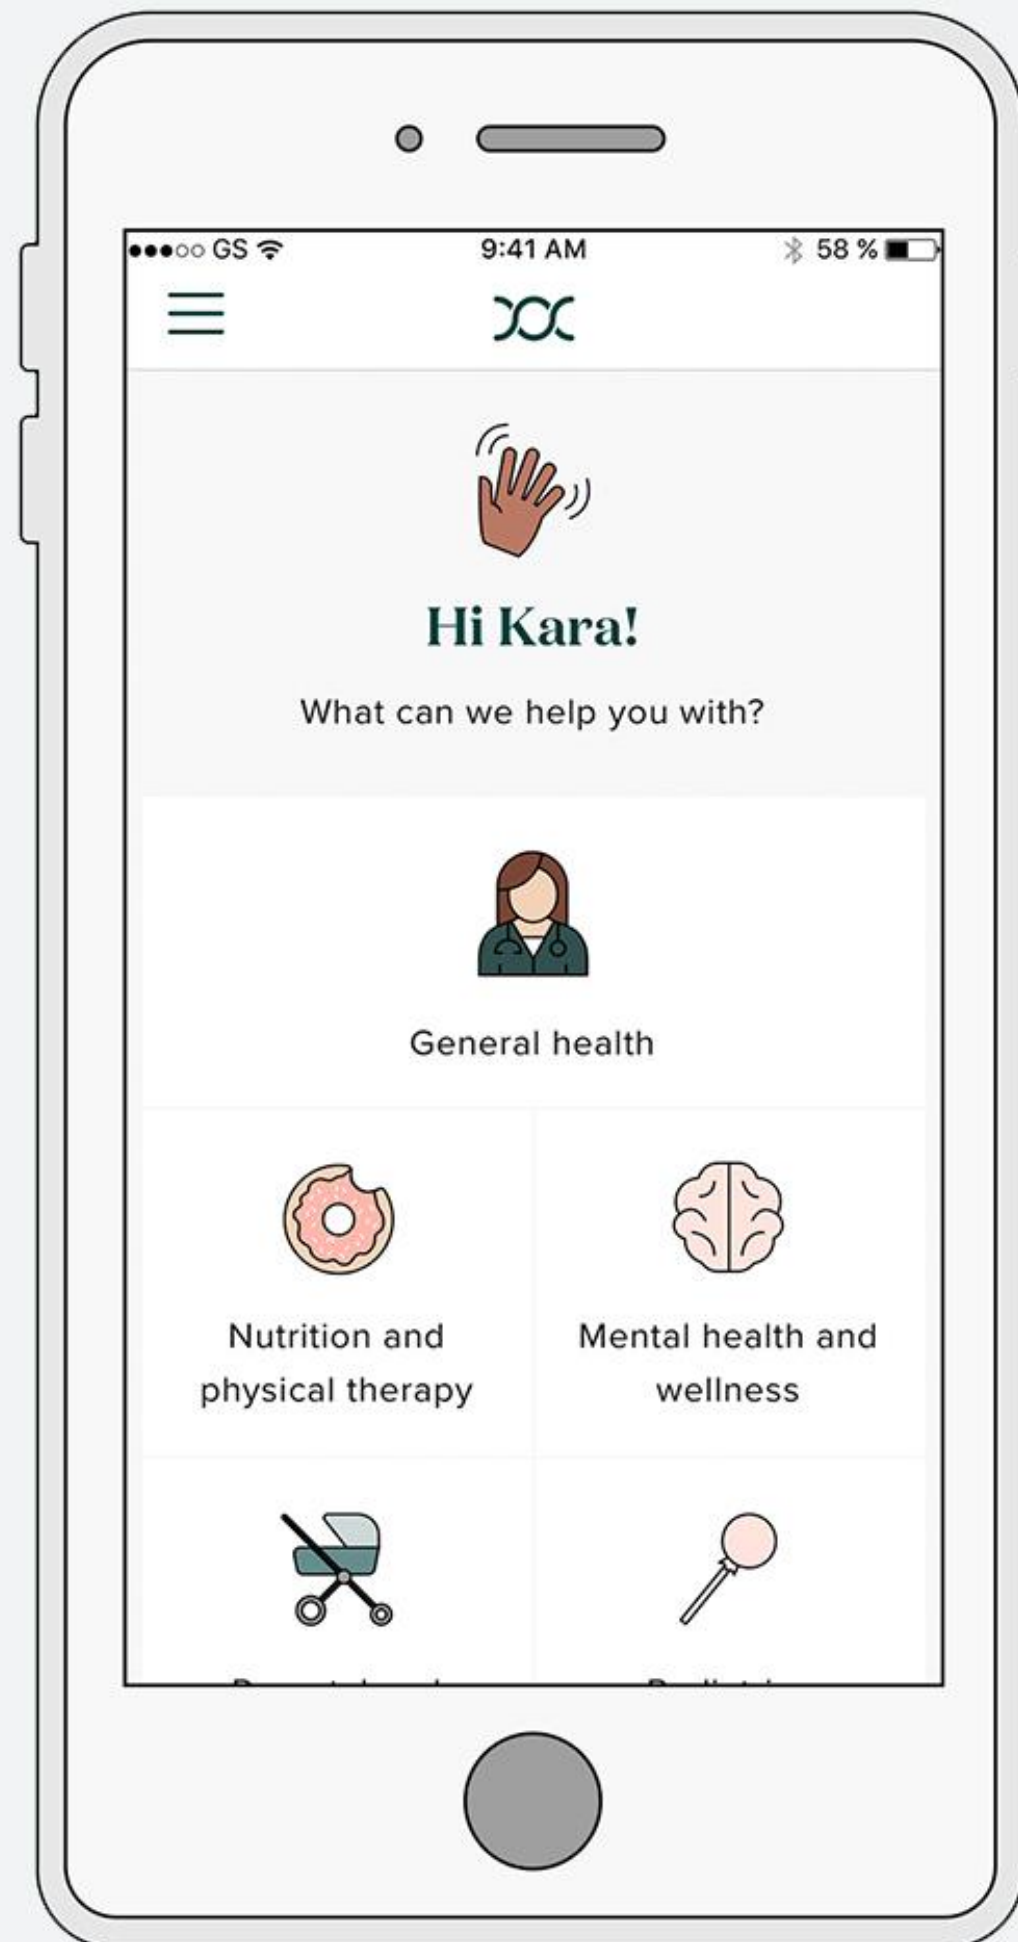 GS
9:41 AM
58 %
Hi Kara!
What can we help you with?
General health
Nutrition and
physical therapy
Mental health and
wellness